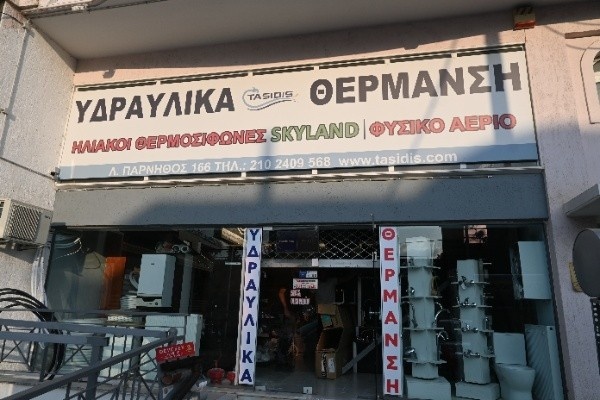 ΥΔΡΑΥΛΙΚΑ TASIDIS ΘΕΡΜΑΝΣΗ
ΗΛΙΑΚΟΙ ΘΕΡΜΟΣΙΦΩΝΕΣ SKYLAND | ΦΥΣΙΚΟ ΑΕΡΙΟ
Λ. ΠΑΡΝΗΘΟΣ 166 ΤΗΛ.: 210 2409 568 www.tasidis.com
ΥΔΡΑΥΛΙΚΑ
ΘΕΡΜΑΝΣΗ